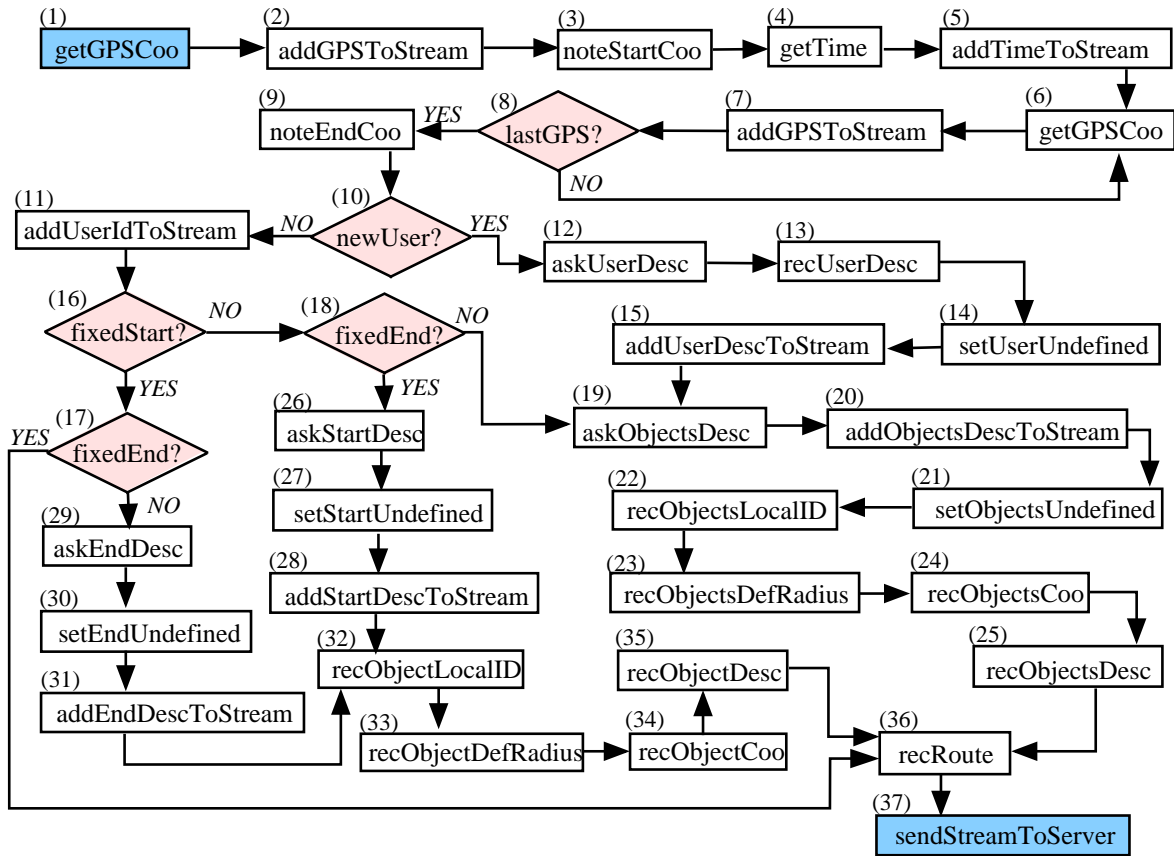 (1)
getGPSCoo
(2)
addGPSToStream
(3)
noteStartCoo
(4)
getTime
(5)
addTimeToStream
(6)
getGPSCoo
(7)
addGPSToStream
(8)
lastGPS?
YES
NO
(9)
noteEndCoo
(10)
newUser?
NO
YES
(11)
addUserIdToStream
(12)
askUserDesc
(13)
recUserDesc
(14)
setUserUndefined
(15)
addUserDescToStream
(16)
fixedStart?
NO
YES
(18)
fixedEnd?
NO
YES
(17)
fixedEnd?
YES
NO
(19)
askObjectsDesc
(20)
addObjectsDescToStream
(21)
setObjectsUndefined
(22)
recObjectsLocalID
(23)
recObjectsDefRadius
(24)
recObjectsCoo
(25)
recObjectsDesc
(26)
askStartDesc
(27)
setStartUndefined
(28)
addStartDescToStream
(29)
askEndDesc
(30)
setEndUndefined
(31)
addEndDescToStream
(32)
recObjectLocalID
(33)
recObjectDefRadius
(34)
recObjectCoo
(35)
recObjectDesc
(36)
recRoute
(37)
sendStreamToServer